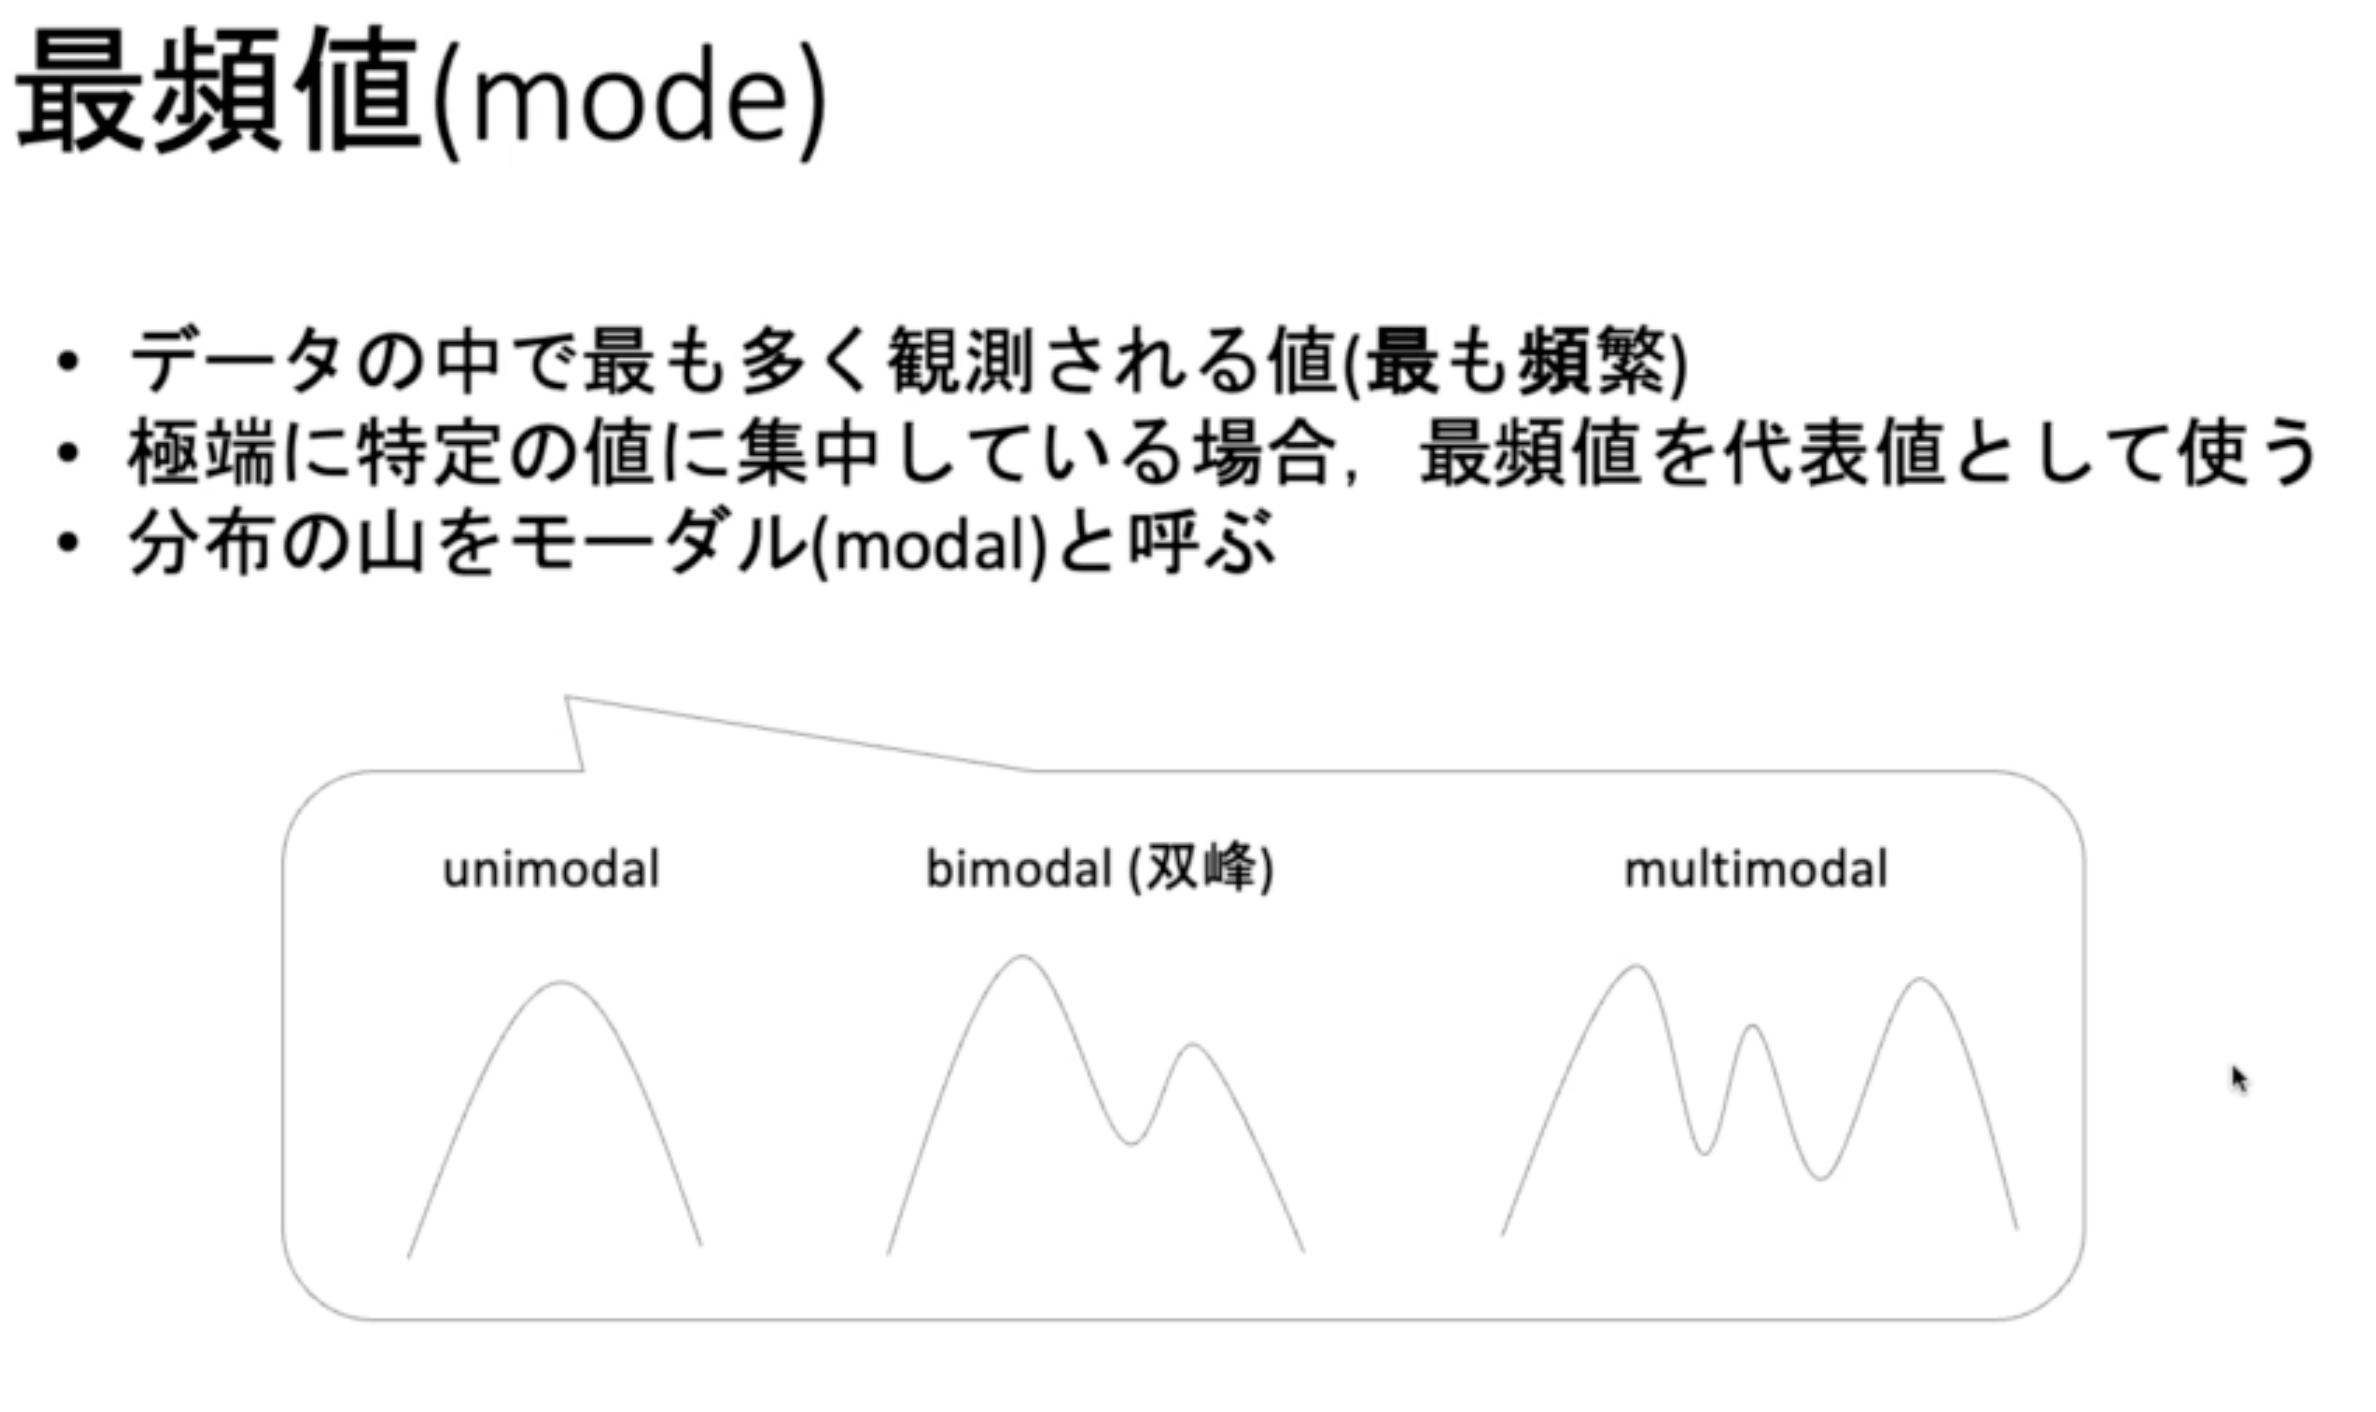 最頻値(mode)
• データの中で最も多く観測される値(最も頻繁)
• 極端に特定の値に集中している場合，最頻値を代表値として使う
• 分布の山をモーダル(modal)と呼ぶ
unimodal
bimodal (双峰)
multimodal